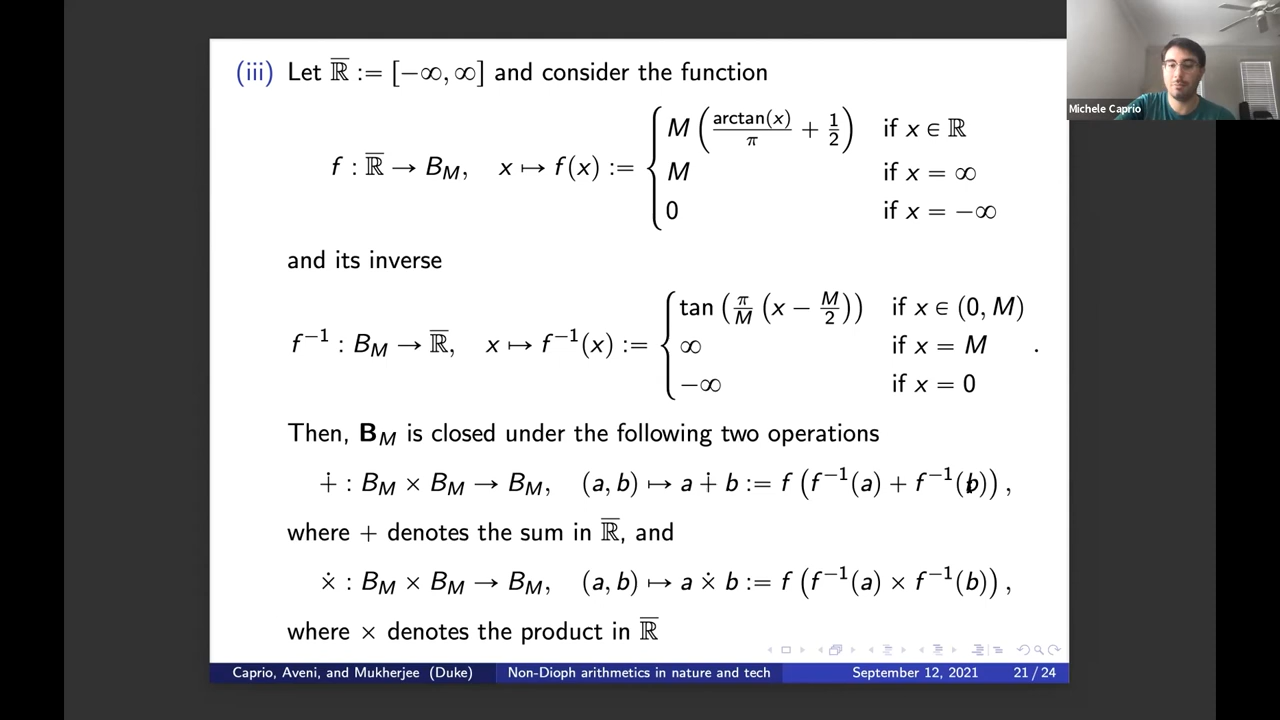 (iii) Let ℝ̅ := [−∞, ∞] and consider the function
f : ℝ̅ → B_M, x ↦ f(x) := { M (arctan(x)/π + 1/2) if x ∈ ℝ
M if x = ∞
0 if x = −∞
and its inverse
f⁻¹ : B_M → ℝ̅, x ↦ f⁻¹(x) := { tan (π/M (x − M/2)) if x ∈ (0, M)
∞ if x = M .
−∞ if x = 0
Then, 𝐁_M is closed under the following two operations
∔ : B_M × B_M → B_M, (a, b) ↦ a ∔ b := f (f⁻¹(a) + f⁻¹(b)) ,
where + denotes the sum in ℝ̅, and
×̇ : B_M × B_M → B_M, (a, b) ↦ a ×̇ b := f (f⁻¹(a) × f⁻¹(b)) ,
where × denotes the product in ℝ̅
Caprio, Aveni, and Mukherjee (Duke) Non-Dioph arithmetics in nature and tech September 12, 2021 21 / 24
Michele Caprio